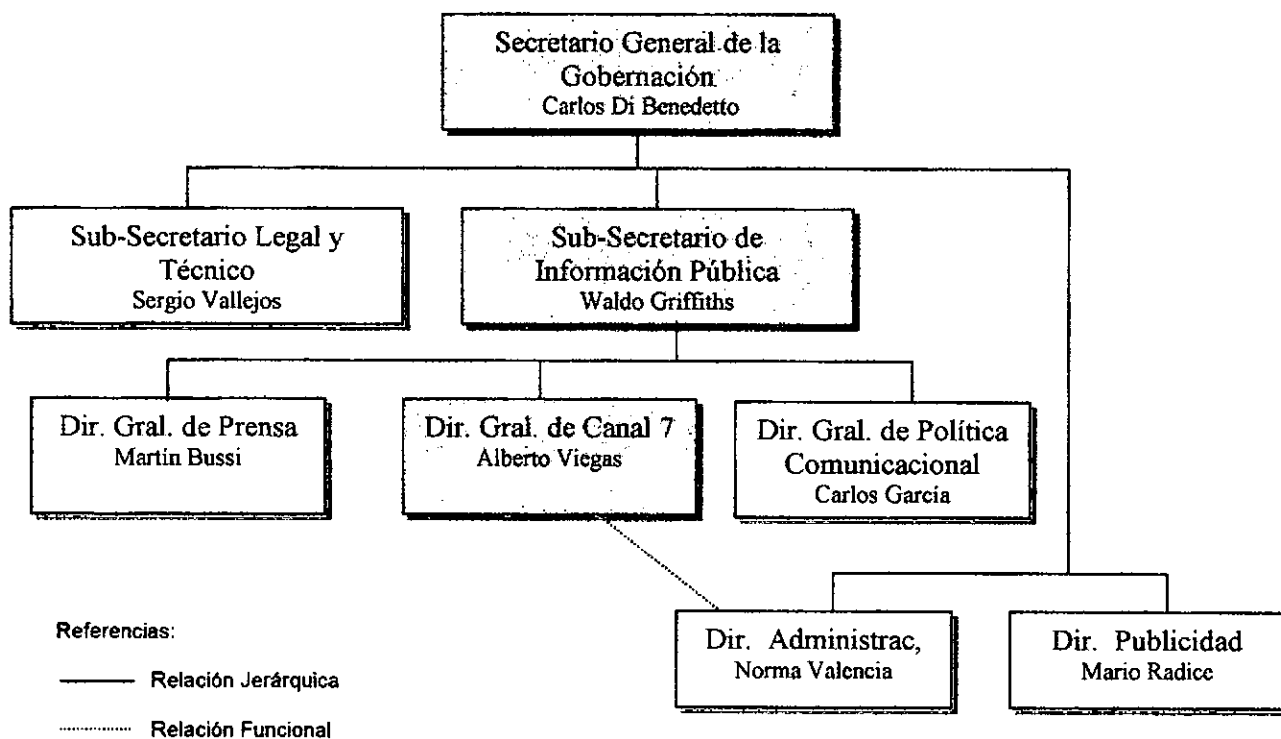 Secretario General de la
Gobernación
Carlos Di Benedetto
Sub-Secretario Legal y
Técnico
Sergio Vallejos
Sub-Secretario de
Información Pública
Waldo Griffiths
Dir. Gral. de Prensa
Martín Bussi
Dir. Gral. de Canal 7
Alberto Viegas
Dir. Gral. de Política
Comunicacional
Carlos García
Dir. Administrac,
Norma Valencia
Dir. Publicidad
Mario Radice
Referencias:
Relación Jerárquica
Relación Funcional